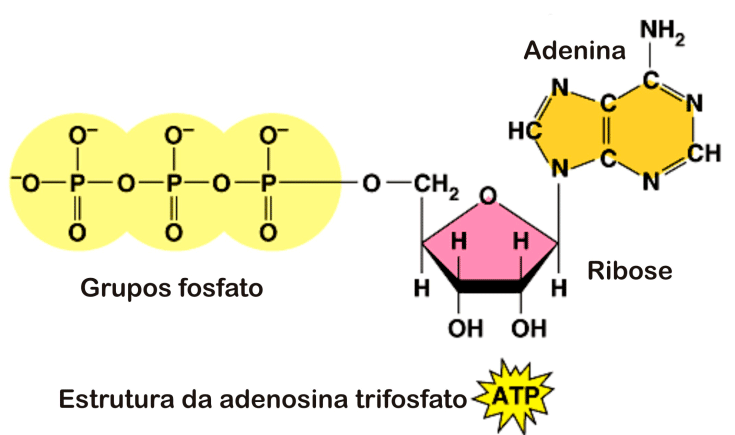 NH₂
Adenina
N C C N
HC
N C N CH
O⁻ O⁻ O⁻
⁻O P O P O P O CH₂
O O O
O
H H
H H
OH OH
Grupos fosfato
Ribose
Estrutura da adenosina trifosfato ATP